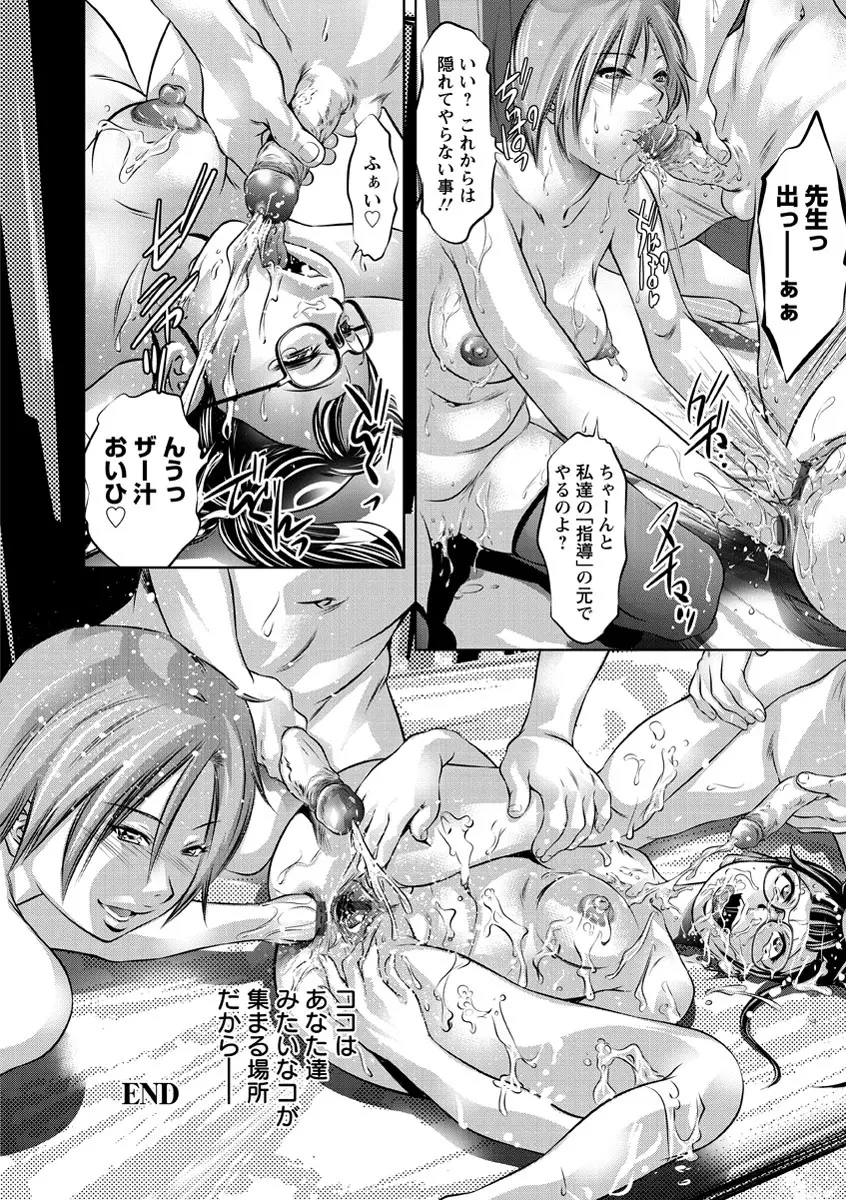 先生っ
出っ――ぁぁ
いい? これからは
隠れてやらない事!!
ちゃーんと
私達の「指導」の元で
やるのよ?
ふぁい♡
んうっ
ザー汁
おいひ♡
ココは
あなた達
みたいなコが
集まる場所
だから――
END